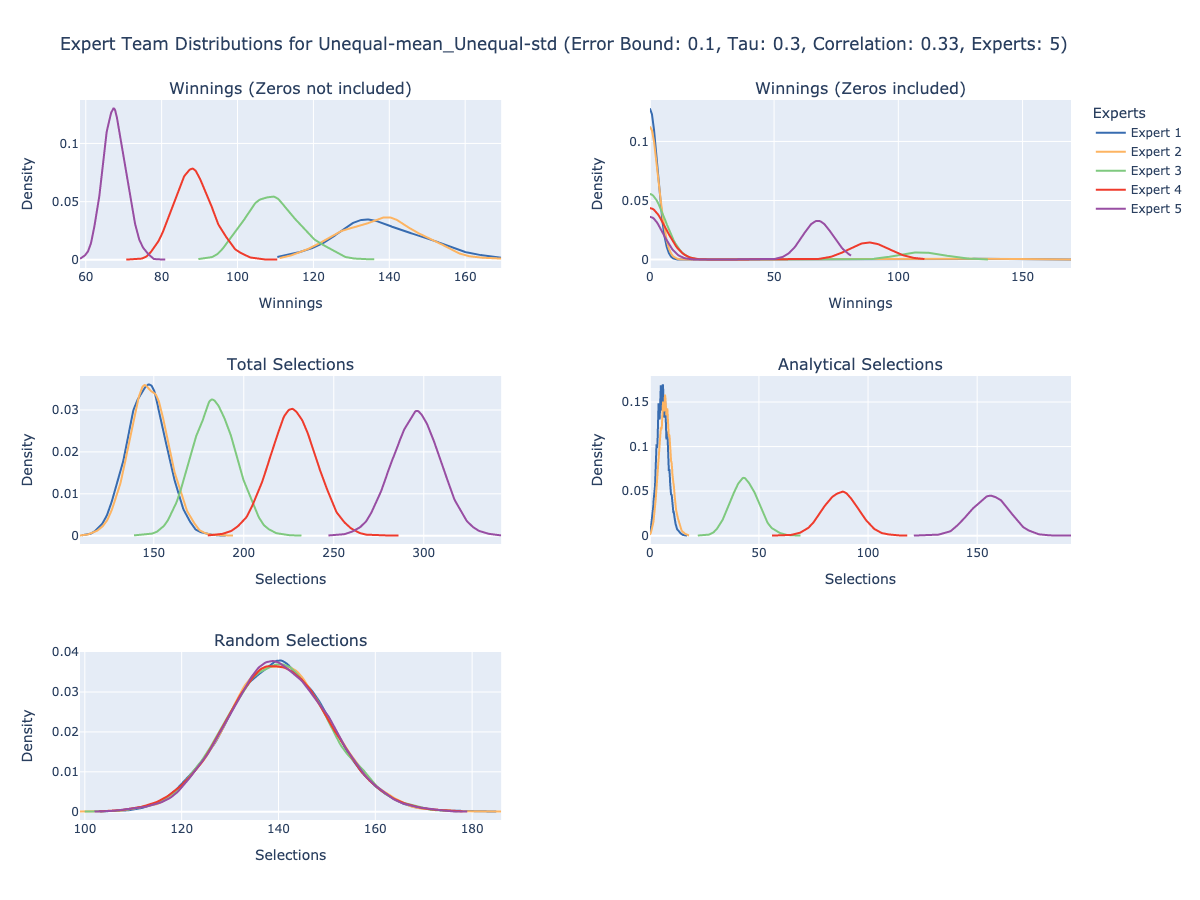 Expert Team Distributions for Unequal-mean_Unequal-std (Error Bound: 0.1, Tau: 0.3, Correlation: 0.33, Experts: 5)
Winnings (Zeros not included)
0.1
0.05
0
60 80 100 120 140 160
Density
Winnings
Winnings (Zeros included)
0.1
0.05
0
0 50 100 150
Density
Winnings
Experts
Expert 1
Expert 2
Expert 3
Expert 4
Expert 5
Total Selections
0.03
0.02
0.01
0
150 200 250 300
Density
Selections
Analytical Selections
0.15
0.1
0.05
0
0 50 100 150
Density
Selections
Random Selections
0.04
0.03
0.02
0.01
0
100 120 140 160 180
Density
Selections